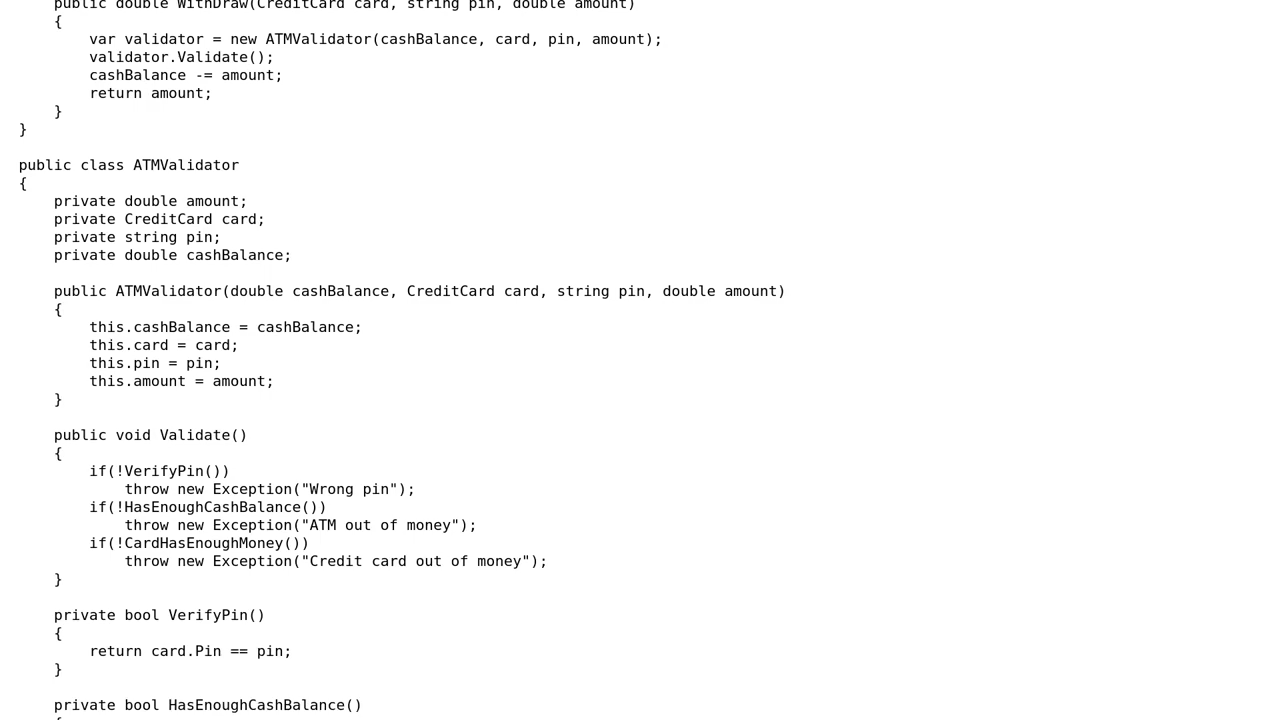 public double WithDraw(CreditCard card, string pin, double amount)
{
var validator = new ATMValidator(cashBalance, card, pin, amount);
validator.Validate();
cashBalance -= amount;
return amount;
}
}
public class ATMValidator
{
private double amount;
private CreditCard card;
private string pin;
private double cashBalance;
public ATMValidator(double cashBalance, CreditCard card, string pin, double amount)
{
this.cashBalance = cashBalance;
this.card = card;
this.pin = pin;
this.amount = amount;
}
public void Validate()
{
if(!VerifyPin())
throw new Exception("Wrong pin");
if(!HasEnoughCashBalance())
throw new Exception("ATM out of money");
if(!CardHasEnoughMoney())
throw new Exception("Credit card out of money");
}
private bool VerifyPin()
{
return card.Pin == pin;
}
private bool HasEnoughCashBalance()
{